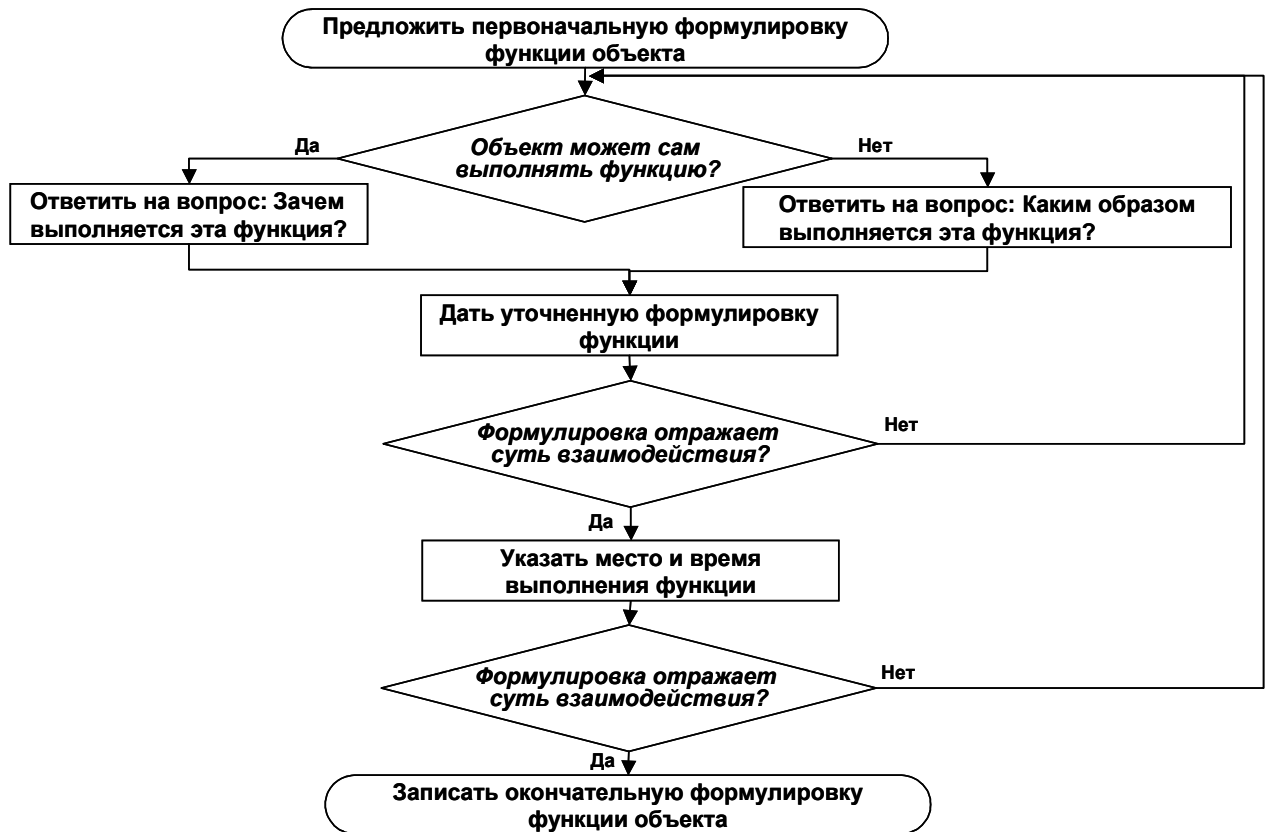 Предложить первоначальную формулировку
функции объекта
Объект может сам
выполнять функцию?
Да
Нет
Ответить на вопрос: Зачем
выполняется эта функция?
Ответить на вопрос: Каким образом
выполняется эта функция?
Дать уточненную формулировку
функции
Формулировка отражает
суть взаимодействия?
Нет
Да
Указать место и время
выполнения функции
Формулировка отражает
суть взаимодействия?
Нет
Да
Записать окончательную формулировку
функции объекта